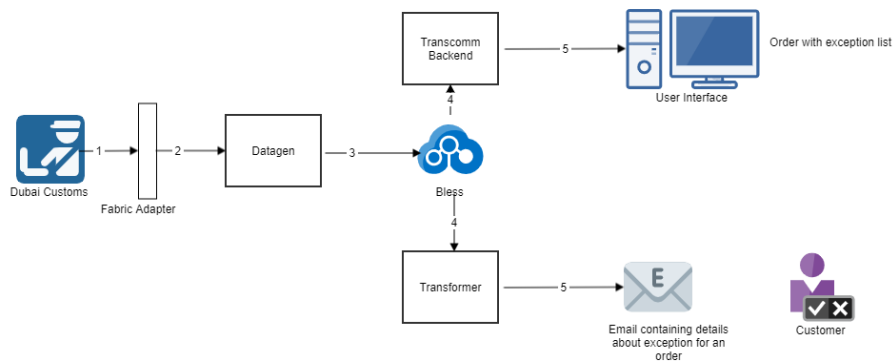 Transcomm
Backend
5
Order with exception list
User Interface
4
1
2
Datagen
3
Dubai Customs
Bless
Fabric Adapter
4
Transformer
5
E
Email containing details
about exception for an
order
Customer